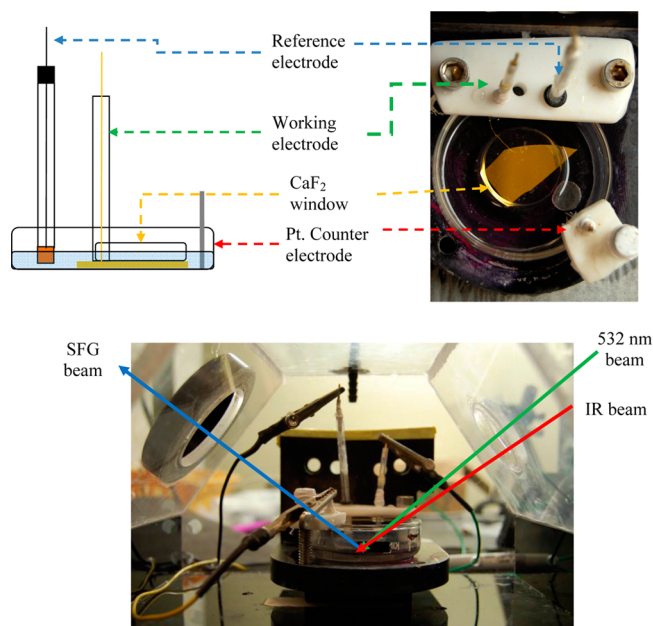 Reference
electrode
Working
electrode
CaF₂
window
Pt. Counter
electrode
SFG
beam
532 nm
beam
IR beam